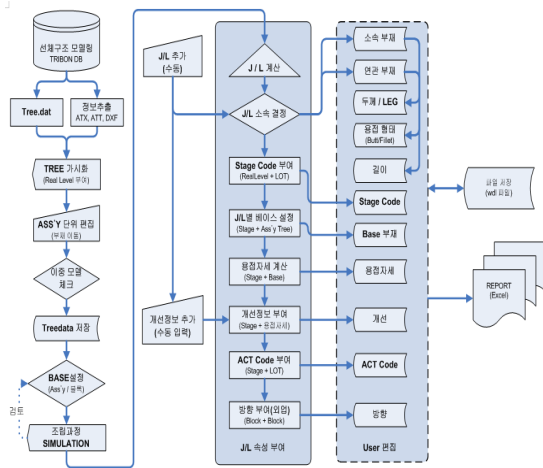 선체구조 모델링
TRIBON DB
Tree.dat
정보추출
ATX, ATT, DXF
TREE 가시화
(Real Level 부여)
ASS'Y 단위 편집
(부재 이동)
이중 모델
체크
Treedata 저장
BASE설정
(Ass'y / 블록)
검토
조립과정
SIMULATION
J/L 추가
(수동)
개선정보 추가
(수동 입력)
J / L 계산
J/L 소속 결정
Stage Code 부여
(RealLevel + LOT)
J/L별 베이스 설정
(Stage + Ass'y Tree)
용접자세 계산
(Stage + Base)
개선정보 부여
(Stage + 용접자세)
ACT Code 부여
(Stage + LOT)
방향 부여(외업)
(Block + Block)
J/L 속성 부여
소속 부재
연관 부재
두께 / LEG
용접 형태
(Butt/Fillet)
길이
Stage Code
Base 부재
용접자세
개선
ACT Code
방향
User 편집
파일 저장
(wdl 파일)
REPORT
(Excel)